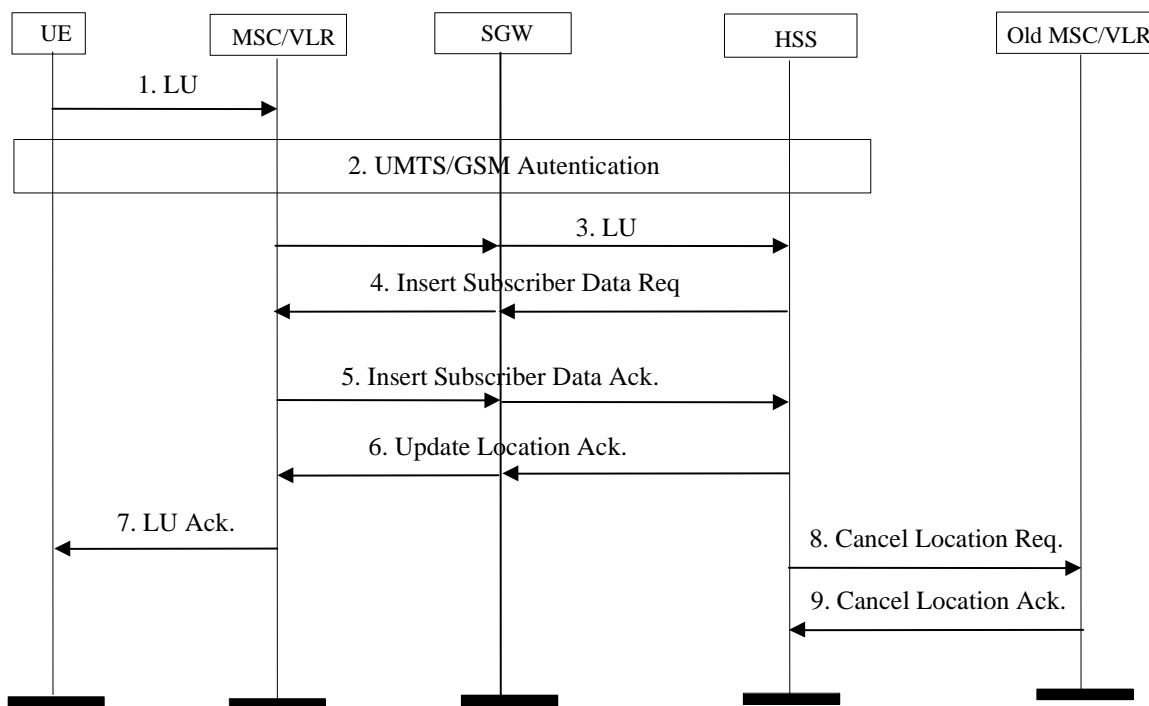 UE
MSC/VLR
SGW
HSS
Old MSC/VLR
1. LU
2. UMTS/GSM Autentication
3. LU
4. Insert Subscriber Data Req
5. Insert Subscriber Data Ack.
6. Update Location Ack.
7. LU Ack.
8. Cancel Location Req.
9. Cancel Location Ack.